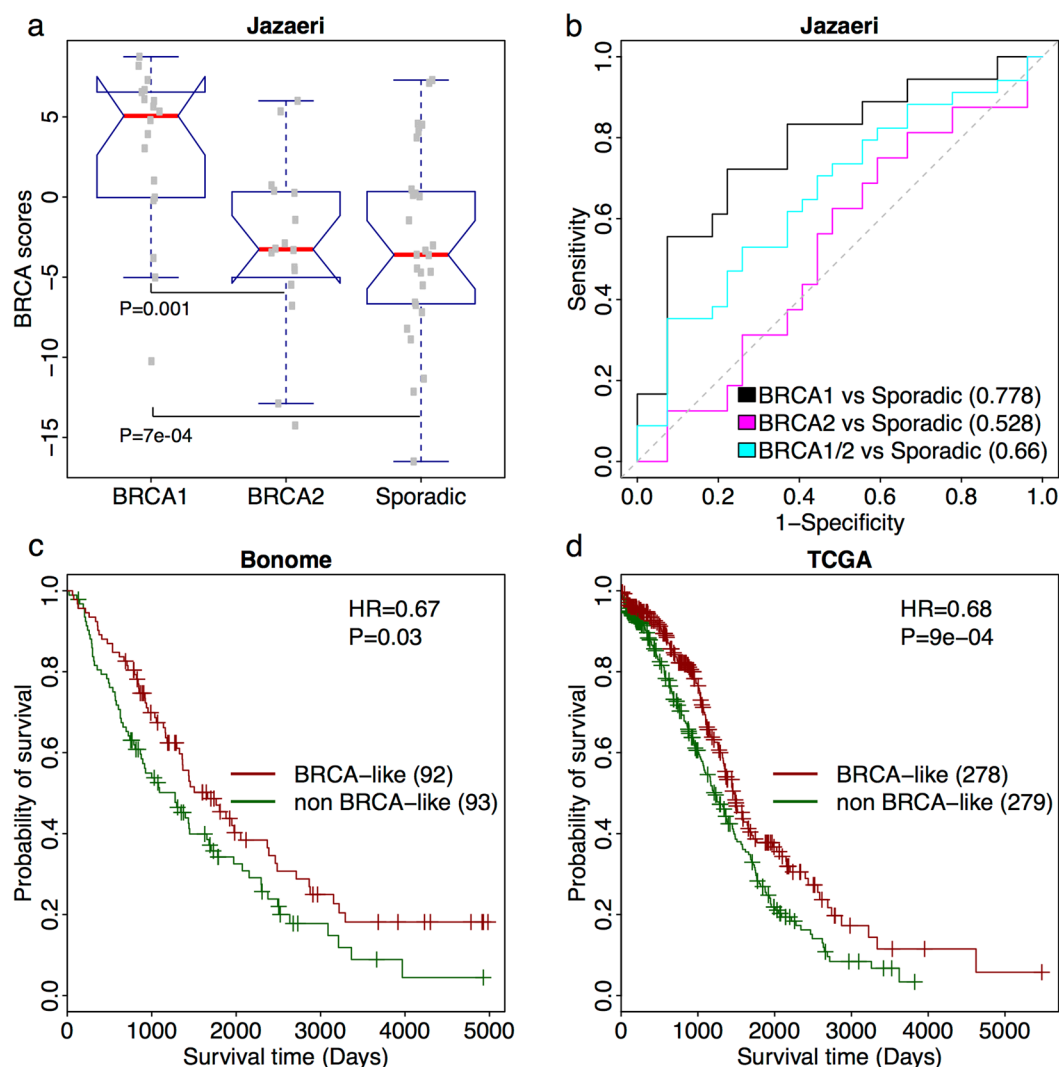 a
Jazaeri
BRCA scores
5
0
−5
−10
−15
P=0.001
P=7e−04
BRCA1
BRCA2
Sporadic
b
Jazaeri
Sensitivity
1.0
0.8
0.6
0.4
0.2
0.0
BRCA1 vs Sporadic (0.778)
BRCA2 vs Sporadic (0.528)
BRCA1/2 vs Sporadic (0.66)
0.0 0.2 0.4 0.6 0.8 1.0
1−Specificity
c
Bonome
Probability of survival
1.0
0.8
0.6
0.4
0.2
0.0
HR=0.67
P=0.03
BRCA−like (92)
non BRCA−like (93)
0 1000 2000 3000 4000 5000
Survival time (Days)
d
TCGA
Probability of survival
1.0
0.8
0.6
0.4
0.2
0.0
HR=0.68
P=9e−04
BRCA−like (278)
non BRCA−like (279)
0 1000 2000 3000 4000 5000
Survival time (Days)